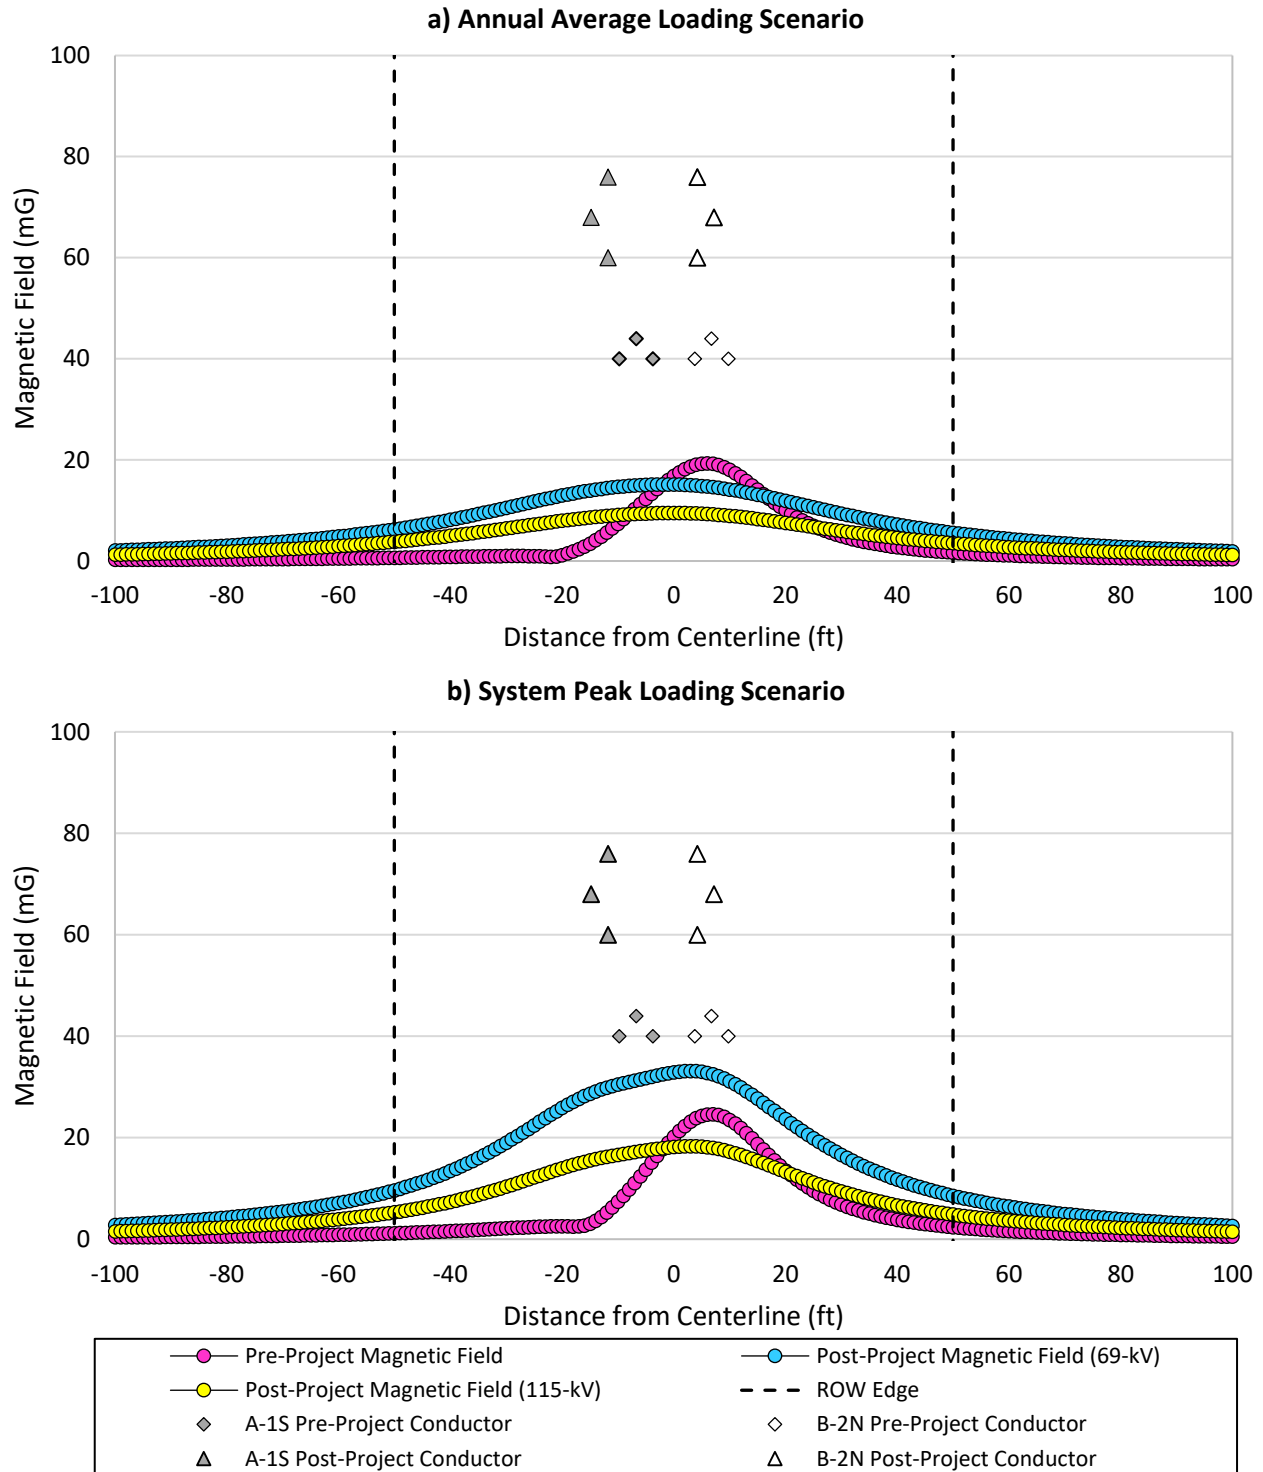 a) Annual Average Loading Scenario
100
80
60
40
20
0
Magnetic Field (mG)
-100 -80 -60 -40 -20 0 20 40 60 80 100
Distance from Centerline (ft)
b) System Peak Loading Scenario
100
80
60
40
20
0
Magnetic Field (mG)
-100 -80 -60 -40 -20 0 20 40 60 80 100
Distance from Centerline (ft)
Pre-Project Magnetic Field Post-Project Magnetic Field (69-kV)
Post-Project Magnetic Field (115-kV) ROW Edge
A-1S Pre-Project Conductor B-2N Pre-Project Conductor
A-1S Post-Project Conductor B-2N Post-Project Conductor